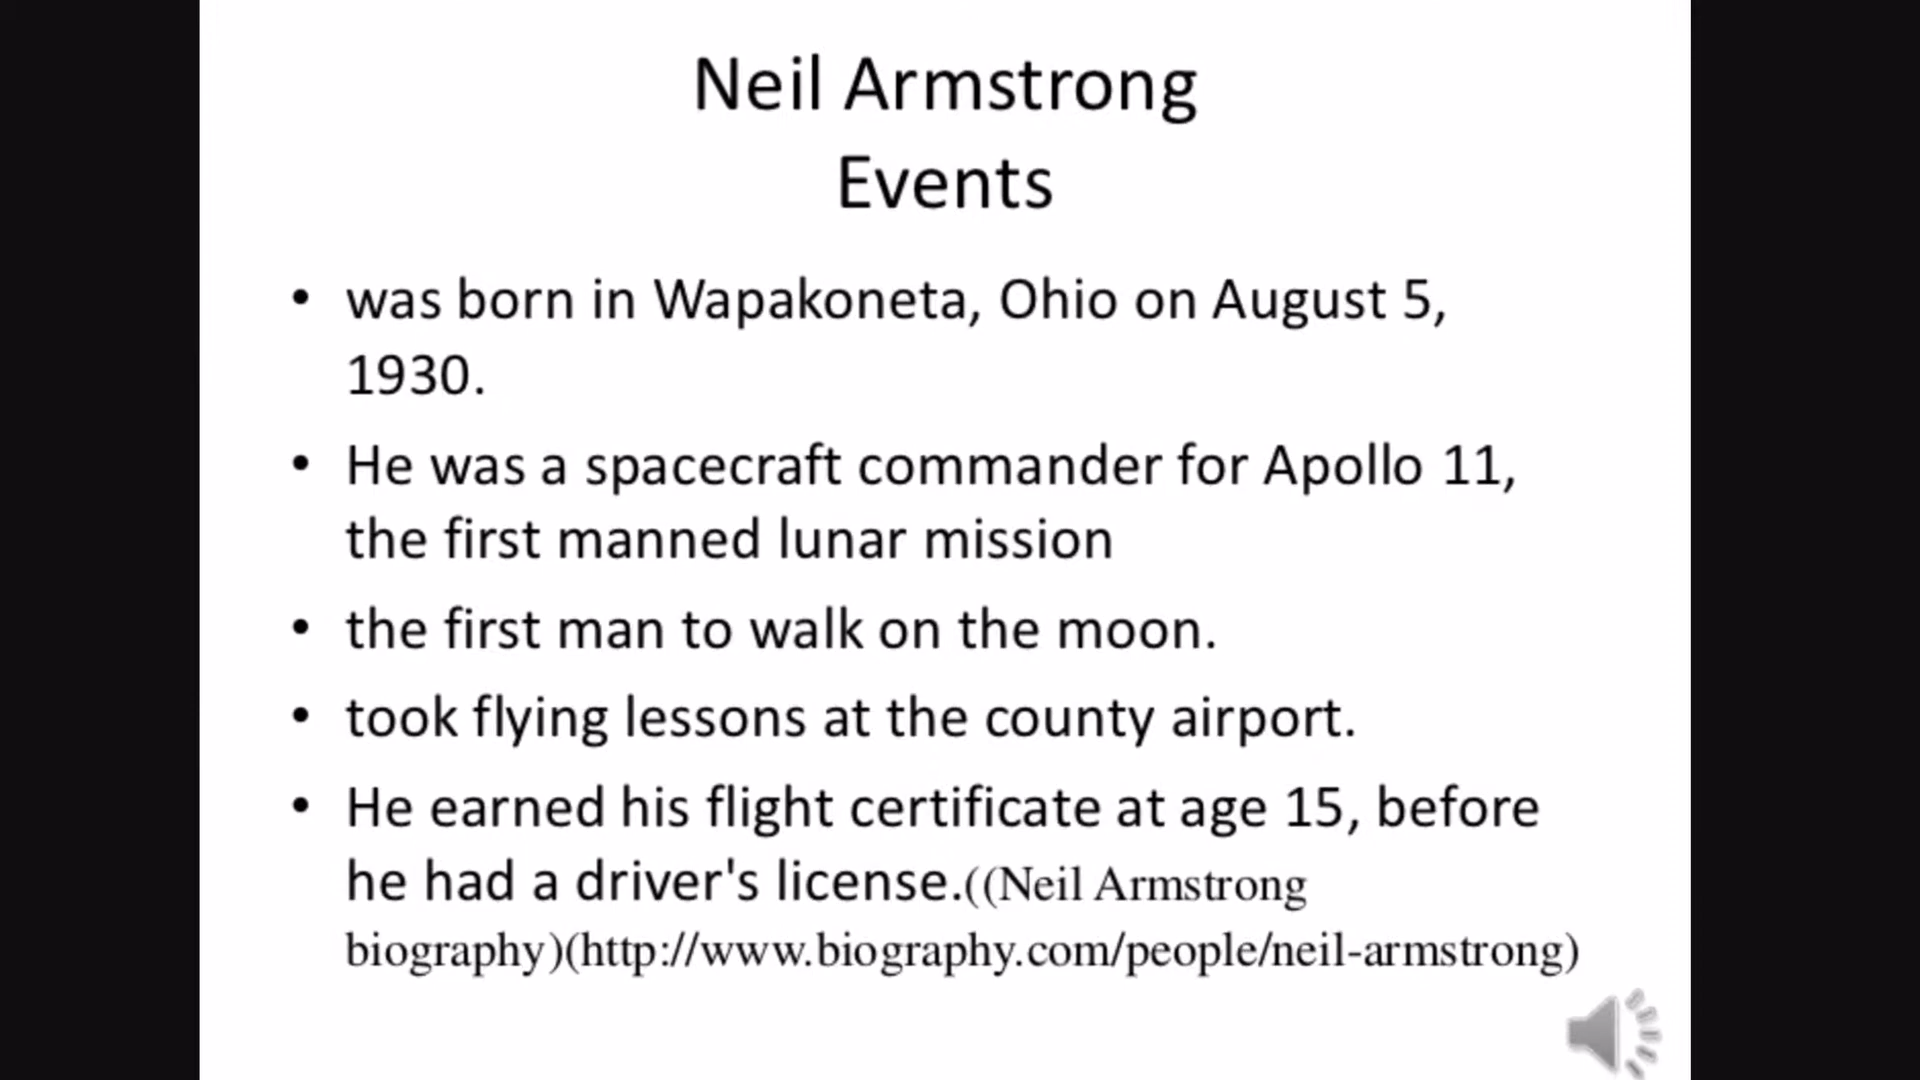 Neil Armstrong
Events
• was born in Wapakoneta, Ohio on August 5,
1930.
• He was a spacecraft commander for Apollo 11,
the first manned lunar mission
• the first man to walk on the moon.
• took flying lessons at the county airport.
• He earned his flight certificate at age 15, before
he had a driver's license.((Neil Armstrong
biography)(http://www.biography.com/people/neil-armstrong)